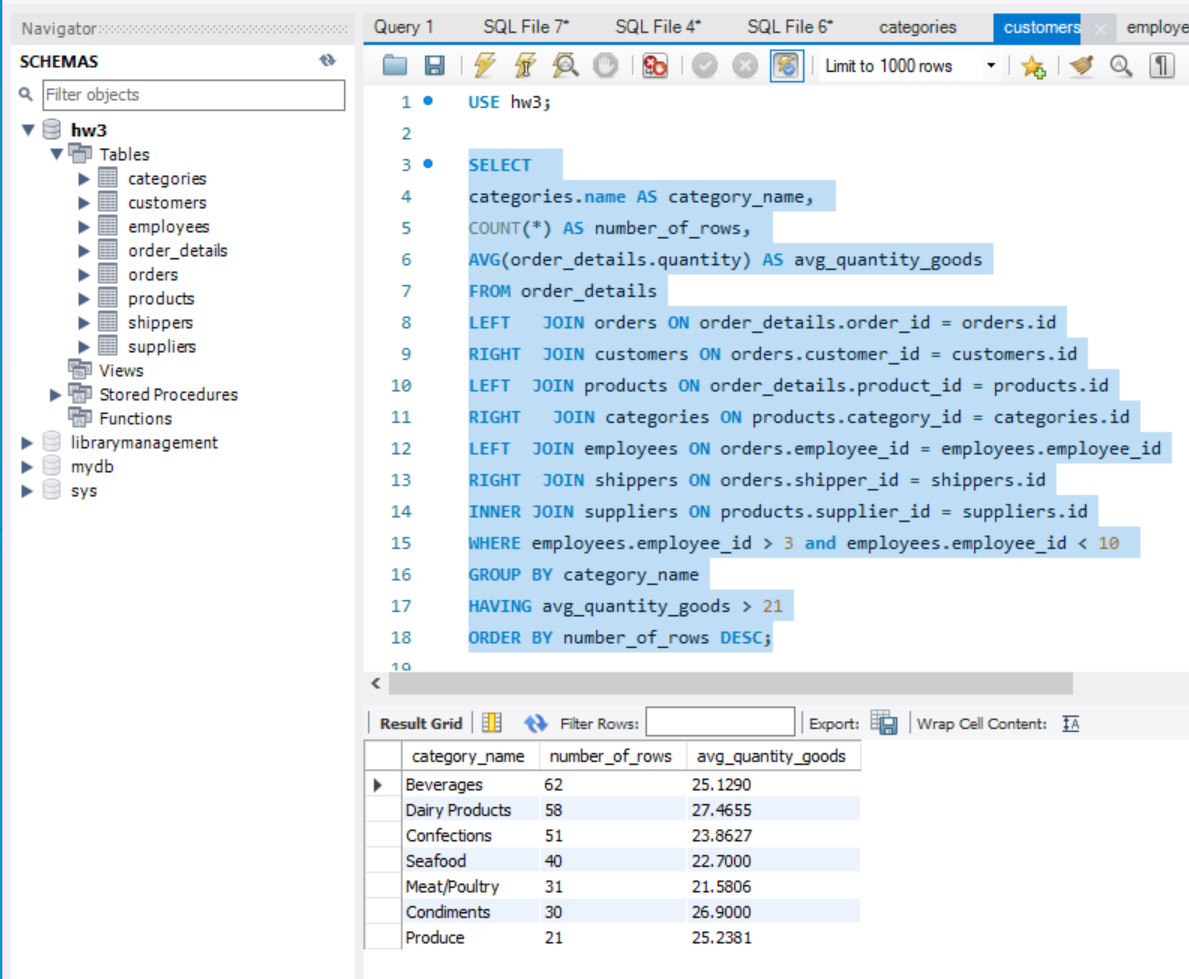 Navigator
SCHEMAS
Filter objects
hw3
Tables
categories
customers
employees
order_details
orders
products
shippers
suppliers
Views
Stored Procedures
Functions
librarymanagement
mydb
sys
Query 1 SQL File 7* SQL File 4* SQL File 6* categories customers employe
Limit to 1000 rows
1 USE hw3;
2
3 SELECT
4 categories.name AS category_name,
5 COUNT(*) AS number_of_rows,
6 AVG(order_details.quantity) AS avg_quantity_goods
7 FROM order_details
8 LEFT JOIN orders ON order_details.order_id = orders.id
9 RIGHT JOIN customers ON orders.customer_id = customers.id
10 LEFT JOIN products ON order_details.product_id = products.id
11 RIGHT JOIN categories ON products.category_id = categories.id
12 LEFT JOIN employees ON orders.employee_id = employees.employee_id
13 RIGHT JOIN shippers ON orders.shipper_id = shippers.id
14 INNER JOIN suppliers ON products.supplier_id = suppliers.id
15 WHERE employees.employee_id > 3 and employees.employee_id < 10
16 GROUP BY category_name
17 HAVING avg_quantity_goods > 21
18 ORDER BY number_of_rows DESC;
19
Result Grid Filter Rows: Export: Wrap Cell Content:
category_name number_of_rows avg_quantity_goods
Beverages 62 25.1290
Dairy Products 58 27.4655
Confections 51 23.8627
Seafood 40 22.7000
Meat/Poultry 31 21.5806
Condiments 30 26.9000
Produce 21 25.2381